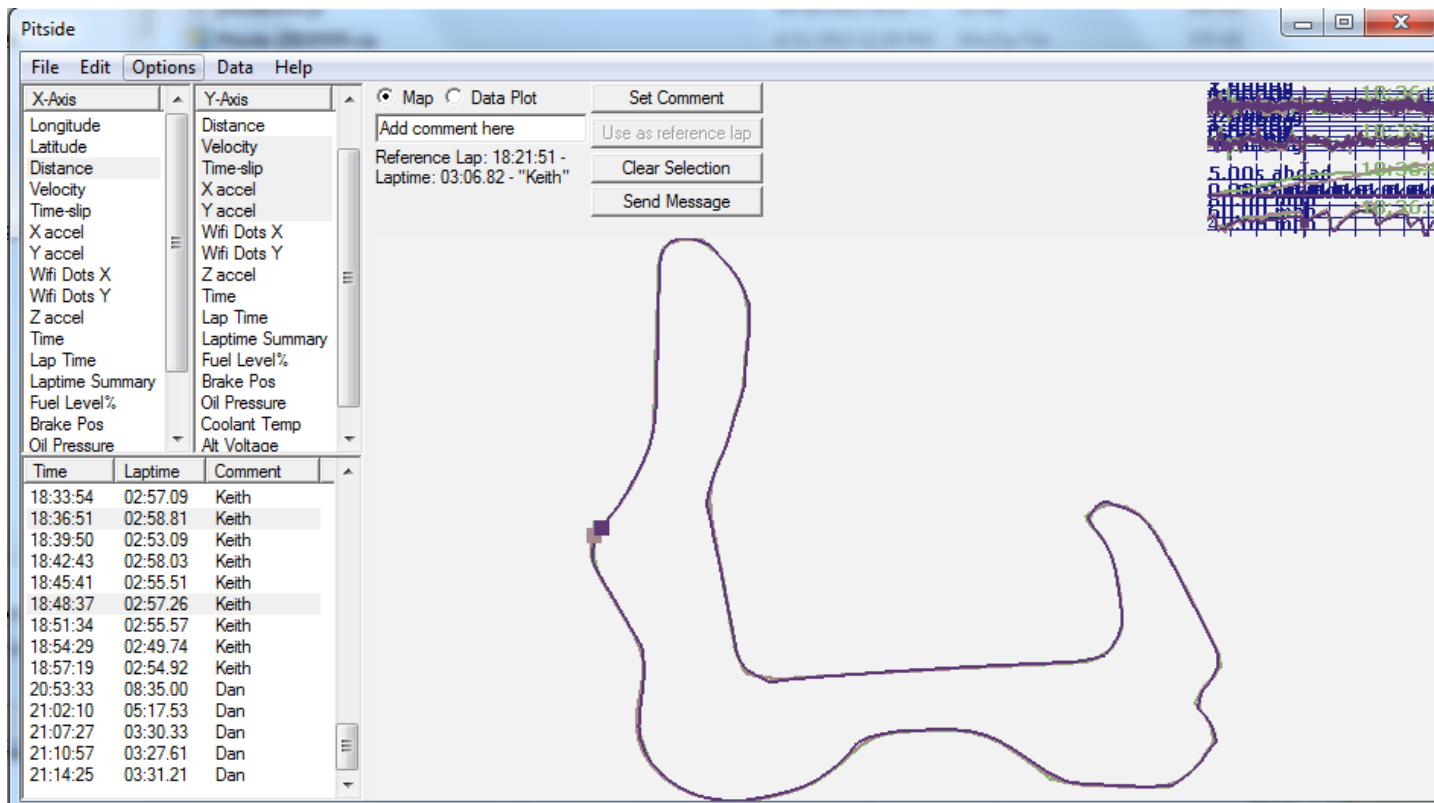 Pitside
File Edit Options Data Help
X-Axis
Longitude
Latitude
Distance
Velocity
Time-slip
X accel
Y accel
Wifi Dots X
Wifi Dots Y
Z accel
Time
Lap Time
Laptime Summary
Fuel Level%
Brake Pos
Oil Pressure
Y-Axis
Distance
Velocity
Time-slip
X accel
Y accel
Wifi Dots X
Wifi Dots Y
Z accel
Time
Lap Time
Laptime Summary
Fuel Level%
Brake Pos
Oil Pressure
Coolant Temp
Alt Voltage
Map Data Plot
Add comment here
Reference Lap: 18:21:51 -
Laptime: 03:06.82 - "Keith"
Set Comment
Use as reference lap
Clear Selection
Send Message
5.00s ahead
Time Laptime Comment
18:33:54 02:57.09 Keith
18:36:51 02:58.81 Keith
18:39:50 02:53.09 Keith
18:42:43 02:58.03 Keith
18:45:41 02:55.51 Keith
18:48:37 02:57.26 Keith
18:51:34 02:55.57 Keith
18:54:29 02:49.74 Keith
18:57:19 02:54.92 Keith
20:53:33 08:35.00 Dan
21:02:10 05:17.53 Dan
21:07:27 03:30.33 Dan
21:10:57 03:27.61 Dan
21:14:25 03:31.21 Dan